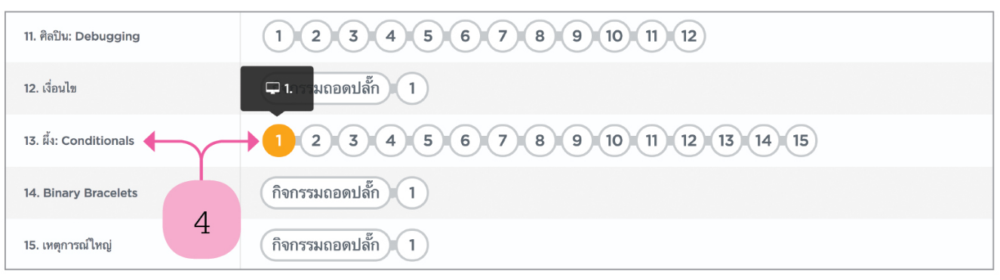 11. ศิลปิน: Debugging 1 2 3 4 5 6 7 8 9 10 11 12
12. เงื่อนไข 1. รมถอดปลั๊ก 1
13. ผึ้ง: Conditionals 1 2 3 4 5 6 7 8 9 10 11 12 13 14 15
14. Binary Bracelets กิจกรรมถอดปลั๊ก 1
4
15. เหตุการณ์ใหญ่ กิจกรรมถอดปลั๊ก 1